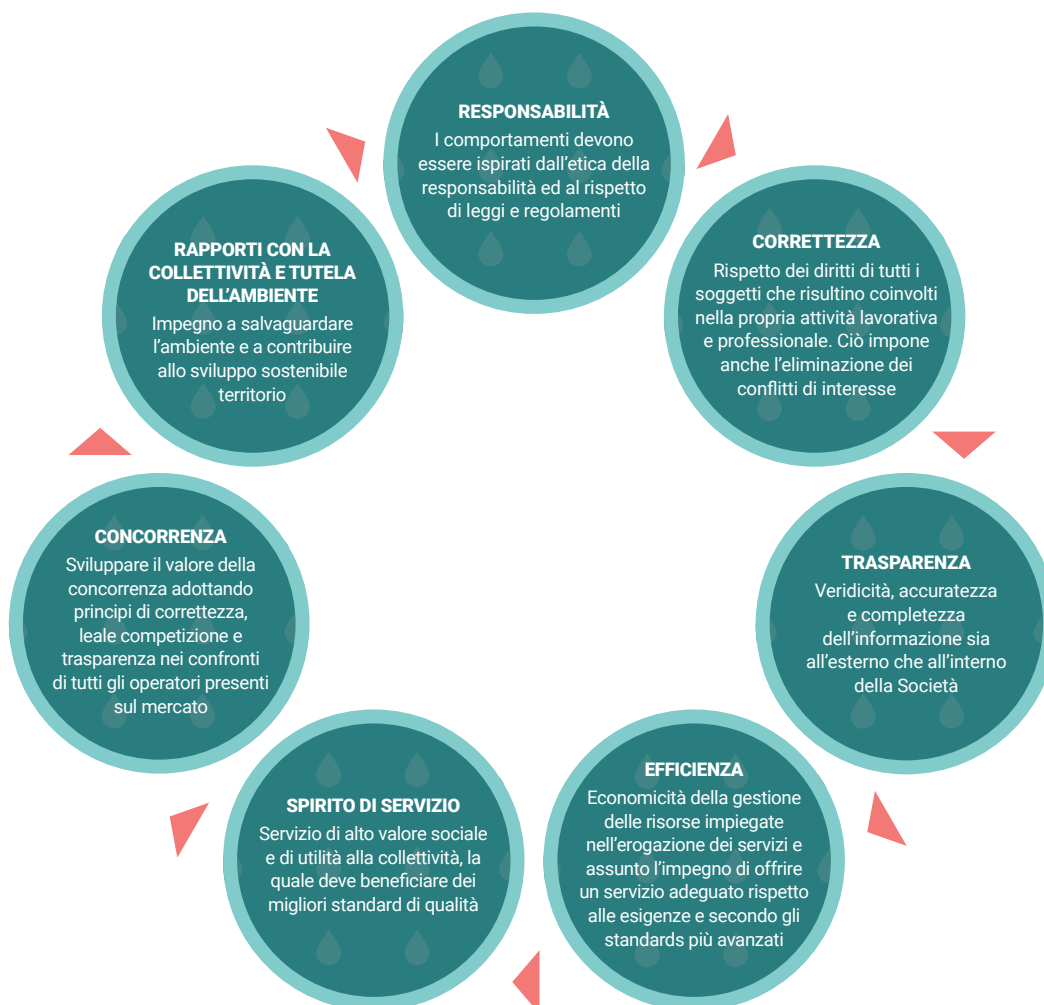 RESPONSABILITÀ
I comportamenti devono
essere ispirati dall'etica della
responsabilità ed al rispetto
di leggi e regolamenti
CORRETTEZZA
Rispetto dei diritti di tutti i
soggetti che risultino coinvolti
nella propria attività lavorativa
e professionale. Ciò impone
anche l'eliminazione dei
conflitti di interesse
TRASPARENZA
Veridicità, accuratezza
e completezza
dell'informazione sia
all'esterno che all'interno
della Società
EFFICIENZA
Economicità della gestione
delle risorse impiegate
nell'erogazione dei servizi e
assunto l'impegno di offrire
un servizio adeguato rispetto
alle esigenze e secondo gli
standards più avanzati
SPIRITO DI SERVIZIO
Servizio di alto valore sociale
e di utilità alla collettività, la
quale deve beneficiare dei
migliori standard di qualità
CONCORRENZA
Sviluppare il valore della
concorrenza adottando
principi di correttezza,
leale competizione e
trasparenza nei confronti
di tutti gli operatori presenti
sul mercato
RAPPORTI CON LA
COLLETTIVITÀ E TUTELA
DELL'AMBIENTE
Impegno a salvaguardare
l'ambiente e a contribuire
allo sviluppo sostenibile
territorio